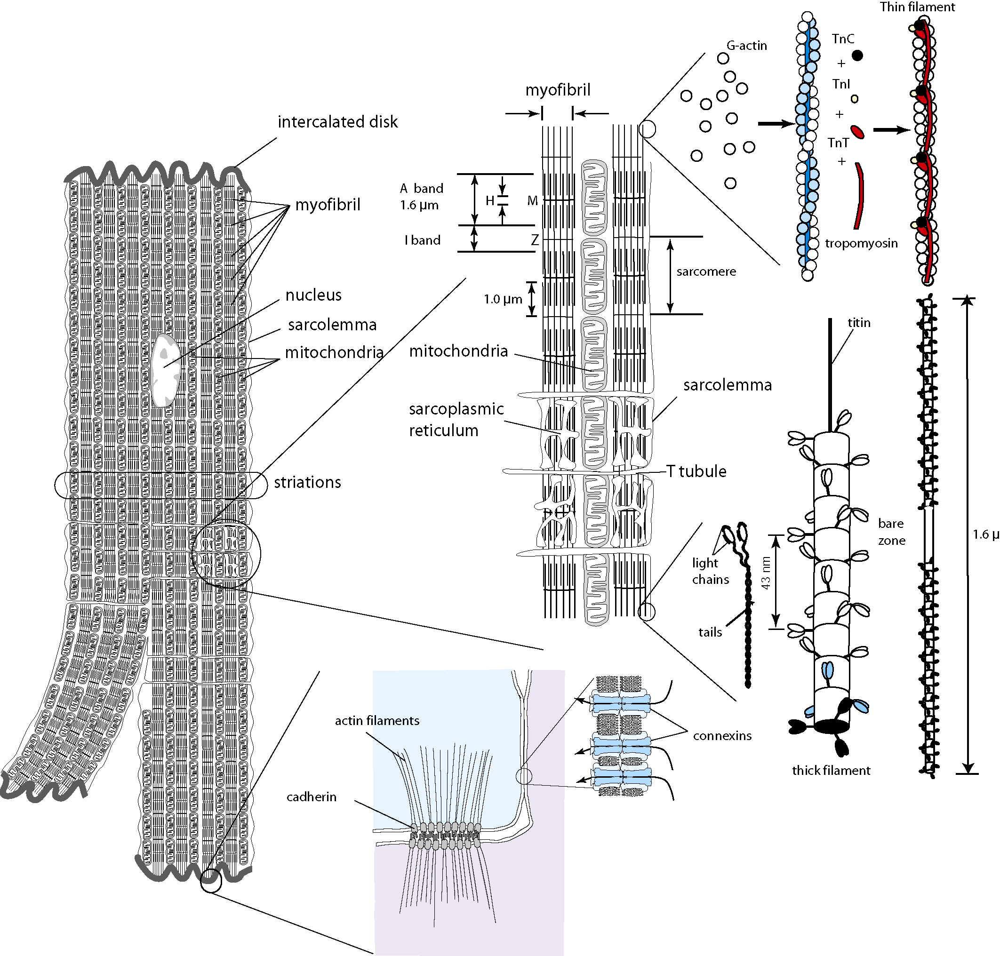 Thin filament
G-actin
TnC
+
TnI
+
TnT
+
tropomyosin
myofibril
intercalated disk
A band
1.6 µm
H
M
I band
Z
myofibril
sarcomere
1.0 µm
nucleus
sarcolemma
mitochondria
mitochondria
sarcolemma
sarcoplasmic
reticulum
T tubule
striations
titin
bare
zone
1.6 µ
light
chains
43 nm
tails
thick filament
actin filaments
connexins
cadherin